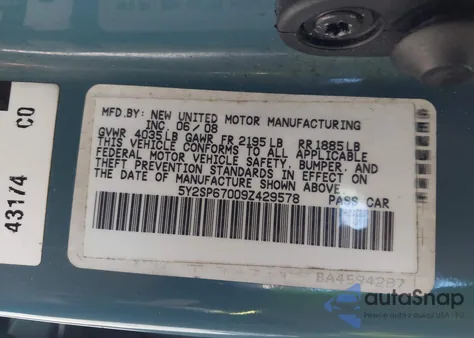 MFD.BY: NEW UNITED MOTOR MANUFACTURING
INC. 06/08
GVWR 4035LB GAWR FR 2195LB RR1885LB
THIS VEHICLE CONFORMS TO ALL APPLICABLE
FEDERAL MOTOR VEHICLE SAFETY, BUMPER, AND
THEFT PREVENTION STANDARDS IN EFFECT ON
THE DATE OF MANUFACTURE SHOWN ABOVE.
5Y2SP67009Z429578 PASS CAR
BA4594287
43174 CO
autoSnap